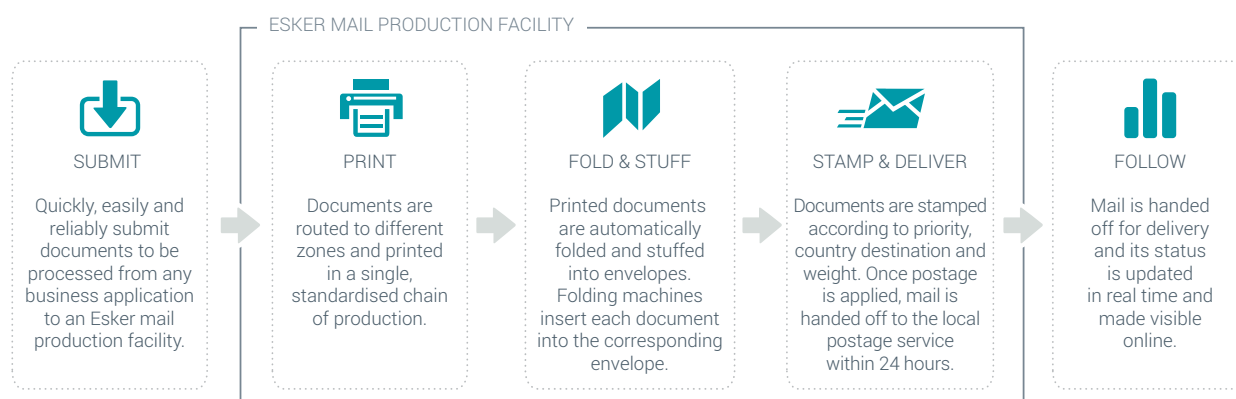 ESKER MAIL PRODUCTION FACILITY
SUBMIT
Quickly, easily and
reliably submit
documents to be
processed from any
business application
to an Esker mail
production facility.
PRINT
Documents are
routed to different
zones and printed
in a single,
standardised chain
of production.
FOLD & STUFF
Printed documents
are automatically
folded and stuffed
into envelopes.
Folding machines
insert each document
into the corresponding
envelope.
STAMP & DELIVER
Documents are stamped
according to priority,
country destination and
weight. Once postage
is applied, mail is
handed off to the local
postage service
within 24 hours.
FOLLOW
Mail is handed
off for delivery
and its status
is updated
in real time and
made visible
online.